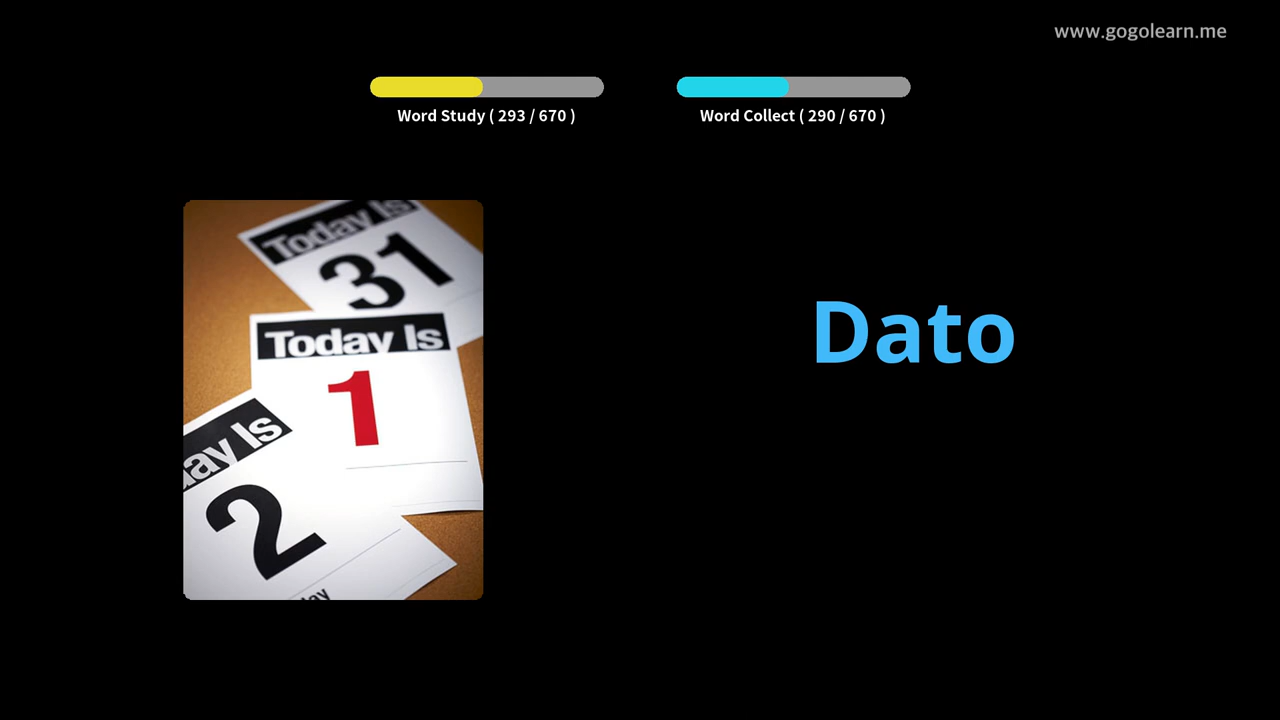 www.gogolearn.me
Word Study ( 293 / 670 )
Word Collect ( 290 / 670 )
Today Is
31
Today Is
1
ay Is
2
ay
Dato